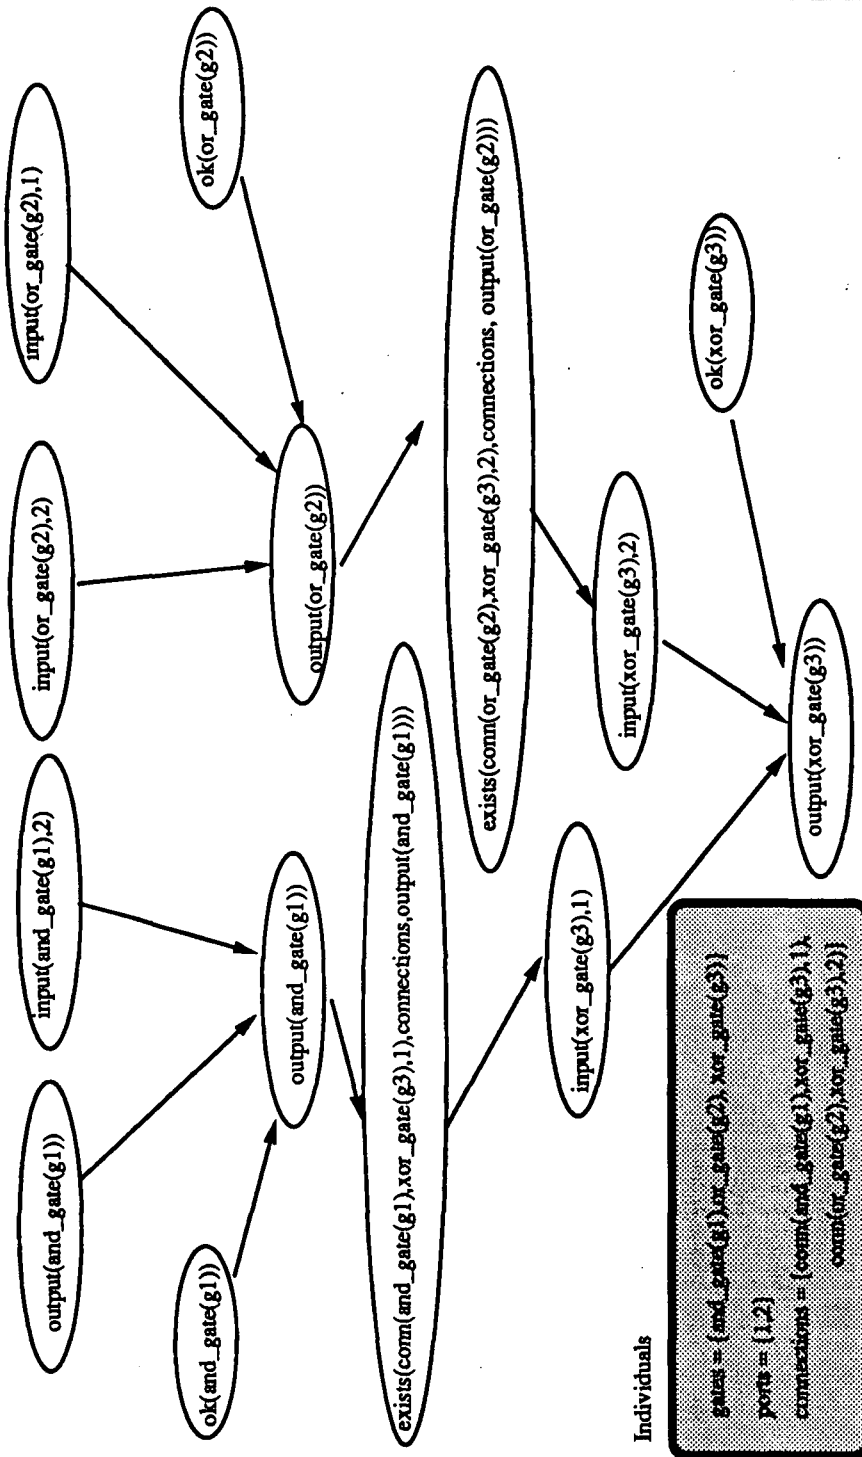 output(and_gate(g1))
input(and_gate(g1),2)
input(or_gate(g2),2)
input(or_gate(g2),1)
ok(and_gate(g1))
ok(or_gate(g2))
output(and_gate(g1))
output(or_gate(g2))
exists(conn(and_gate(g1),xor_gate(g3),1),connections,output(and_gate(g1)))
exists(conn(or_gate(g2),xor_gate(g3),2),connections, output(or_gate(g2)))
input(xor_gate(g3),1)
input(xor_gate(g3),2)
ok(xor_gate(g3))
output(xor_gate(g3))
Individuals
gates = [and_gate(g1),or_gate(g2), xor_gate(g3)]
ports = [1,2]
connections = [conn(and_gate(g1),xor_gate(g3),1),
conn(or_gate(g2),xor_gate(g3),2)]